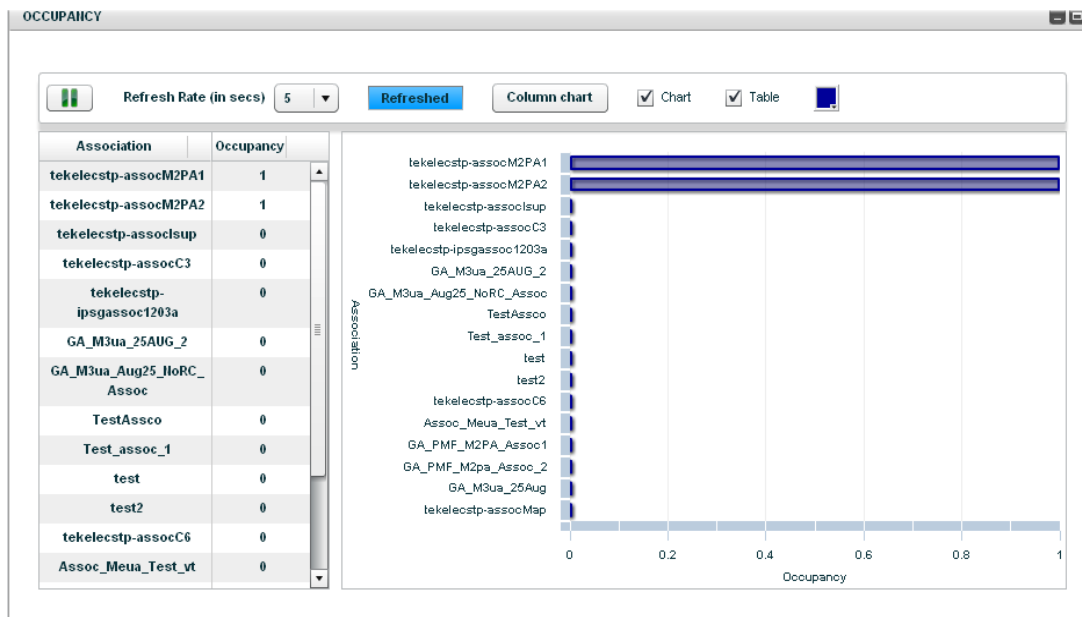 OCCUPANCY
Refresh Rate (in secs) 5 Refreshed Column chart Chart Table
Association Occupancy
tekelecstp-assocM2PA1 1
tekelecstp-assocM2PA2 1
tekelecstp-assocIsup 0
tekelecstp-assocC3 0
tekelecstp-
ipsgassoc1203a 0
GA_M3ua_25AUG_2 0
GA_M3ua_Aug25_NoRC_
Assoc 0
TestAssco 0
Test_assoc_1 0
test 0
test2 0
tekelecstp-assocC6 0
Assoc_Meua_Test_vt 0
Association
tekelecstp-assocM2PA1
tekelecstp-assocM2PA2
tekelecstp-assocIsup
tekelecstp-assocC3
tekelecstp-ipsgassoc1203a
GA_M3ua_25AUG_2
GA_M3ua_Aug25_NoRC_Assoc
TestAssco
Test_assoc_1
test
test2
tekelecstp-assocC6
Assoc_Meua_Test_vt
GA_PMF_M2PA_Assoc1
GA_PMF_M2pa_Assoc_2
GA_M3ua_25Aug
tekelecstp-assocMap
0 0.2 0.4 0.6 0.8 1
Occupancy